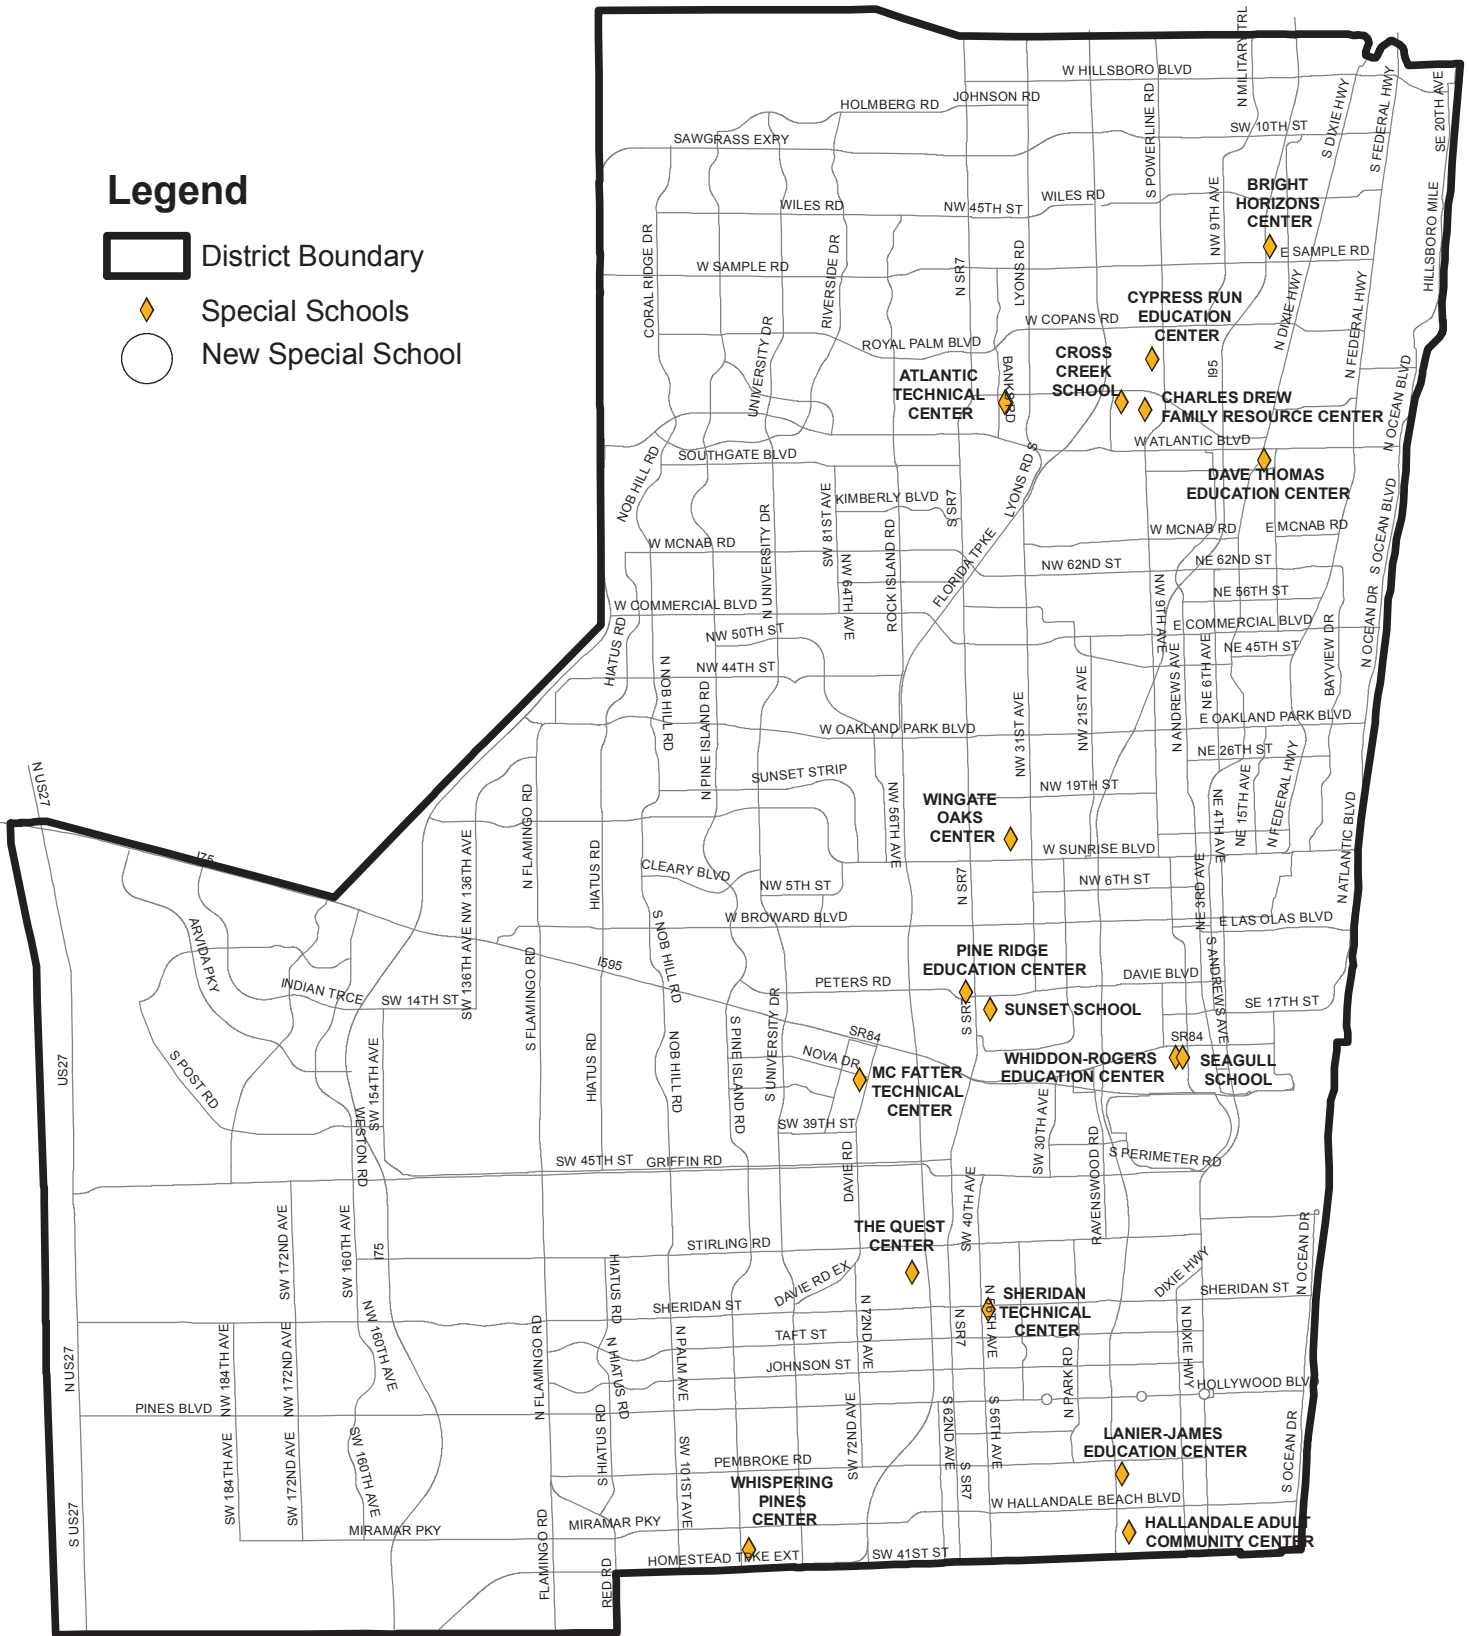 Legend
District Boundary
Special Schools
New Special School
W HILLSBORO BLVD
N MILITARY TRL
JOHNSON RD
HOLMBERG RD
SAWGRASS EXPY
S POWERLINE RD
SW 10TH ST
S DIXIE HWY
S FEDERAL HWY
SE 20TH AVE
WILES RD
NW 45TH ST
WILES RD
NW 9TH AVE
BRIGHT
HORIZONS
CENTER
HILLSBORO MILE
CORAL RIDGE DR
W SAMPLE RD
RIVERSIDE DR
N SR7
LYONS RD
E SAMPLE RD
CYPRESS RUN
EDUCATION
CENTER
W COPANS RD
N DIXIE HWY
N FEDERAL HWY
UNIVERSITY DR
ROYAL PALM BLVD
BANKS RD
CROSS
CREEK
SCHOOL
I95
ATLANTIC
TECHNICAL
CENTER
CHARLES DREW
FAMILY RESOURCE CENTER
N OCEAN BLVD
W ATLANTIC BLVD
NOB HILL RD
SOUTHGATE BLVD
LYONS RD S
DAVE THOMAS
EDUCATION CENTER
SW 81ST AVE
KIMBERLY BLVD
S SR7
S OCEAN BLVD
N UNIVERSITY DR
W MCNAB RD
ROCK ISLAND RD
FLORIDA TPKE
W MCNAB RD
E MCNAB RD
NW 62ND ST
NE 62ND ST
NW 64TH AVE
NW 9TH AVE
NE 56TH ST
W COMMERCIAL BLVD
E COMMERCIAL BLVD
N OCEAN DR
HIATUS RD
NW 50TH ST
NE 45TH ST
BAYVIEW DR
N NOB HILL RD
NW 44TH ST
N PINE ISLAND RD
N ANDREWS AVE
NE 6TH AVE
NW 31ST AVE
NW 21ST AVE
W OAKLAND PARK BLVD
E OAKLAND PARK BLVD
NE 26TH ST
N US27
SUNSET STRIP
NW 19TH ST
N FLAMINGO RD
NW 56TH AVE
WINGATE
OAKS
CENTER
NE 4TH AVE
NE 15TH AVE
N FEDERAL HWY
N ATLANTIC BLVD
NW 136TH AVE
HIATUS RD
I75
CLEARY BLVD
W SUNRISE BLVD
NW 5TH ST
N SR7
NW 6TH ST
NE 3RD AVE
W BROWARD BLVD
E LAS OLAS BLVD
ARVIDA PKY
SW 136TH AVE
S FLAMINGO RD
S NOB HILL RD
I595
PINE RIDGE
EDUCATION CENTER
S ANDREWS AVE
INDIAN TRCE
SW 14TH ST
PETERS RD
DAVIE BLVD
S SR7
SUNSET SCHOOL
SE 17TH ST
S PINE ISLAND RD
S UNIVERSITY DR
SR84
SR84
US27
S POST RD
SW 154TH AVE
HIATUS RD
NOB HILL RD
NOVA DR
MC FATTER
TECHNICAL
CENTER
WHIDDON-ROGERS
EDUCATION CENTER
SEAGULL
SCHOOL
WESTON RD
SW 39TH ST
SW 30TH AVE
RAVENSWOOD RD
S PERIMETER RD
SW 45TH ST
GRIFFIN RD
DAVIE RD
SW 40TH AVE
SW 172ND AVE
SW 160TH AVE
I75
THE QUEST
CENTER
STIRLING RD
HIATUS RD
DAVIE RD EX
DIXIE HWY
N OCEAN DR
SHERIDAN ST
SHERIDAN ST
SHERIDAN
TECHNICAL
CENTER
N 56TH AVE
NW 160TH AVE
N FLAMINGO RD
N HIATUS RD
N PALM AVE
TAFT ST
N 72ND AVE
N SR7
N DIXIE HWY
N US27
NW 184TH AVE
NW 172ND AVE
JOHNSON ST
N PARK RD
HOLLYWOOD BLVD
PINES BLVD
SW 184TH AVE
SW 172ND AVE
SW 160TH AVE
S HIATUS RD
SW 101ST AVE
SW 72ND AVE
S 62ND AVE
S 56TH AVE
S SR7
LANIER-JAMES
EDUCATION CENTER
S OCEAN DR
PEMBROKE RD
WHISPERING
PINES
CENTER
W HALLANDALE BEACH BLVD
S US27
MIRAMAR PKY
MIRAMAR PKY
HALLANDALE ADULT
COMMUNITY CENTER
FLAMINGO RD
RED RD
HOMESTEAD TPKE EXT
SW 41ST ST